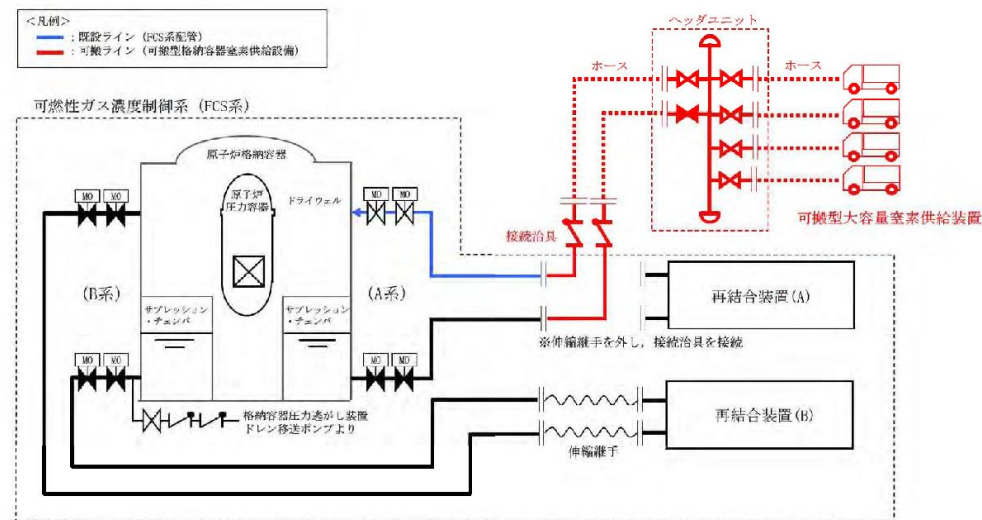 <凡例>
：既設ライン（FCS系配管）
：可搬ライン（可搬型格納容器窒素供給設備）
ヘッダユニット
ホース
ホース
可燃性ガス濃度制御系（FCS系）
原子炉格納容器
原子炉
圧力容器
ドライウェル
MO
MO
MO
MO
接続治具
可搬型大容量窒素供給装置
(B系)
(A系)
再結合装置(A)
サプレッション
・チェンバ
サプレッション
・チェンバ
※伸縮継手を外し，接続治具を接続
MO
MO
MO
MO
格納容器圧力逃がし装置
ドレン移送ポンプより
再結合装置(B)
伸縮継手